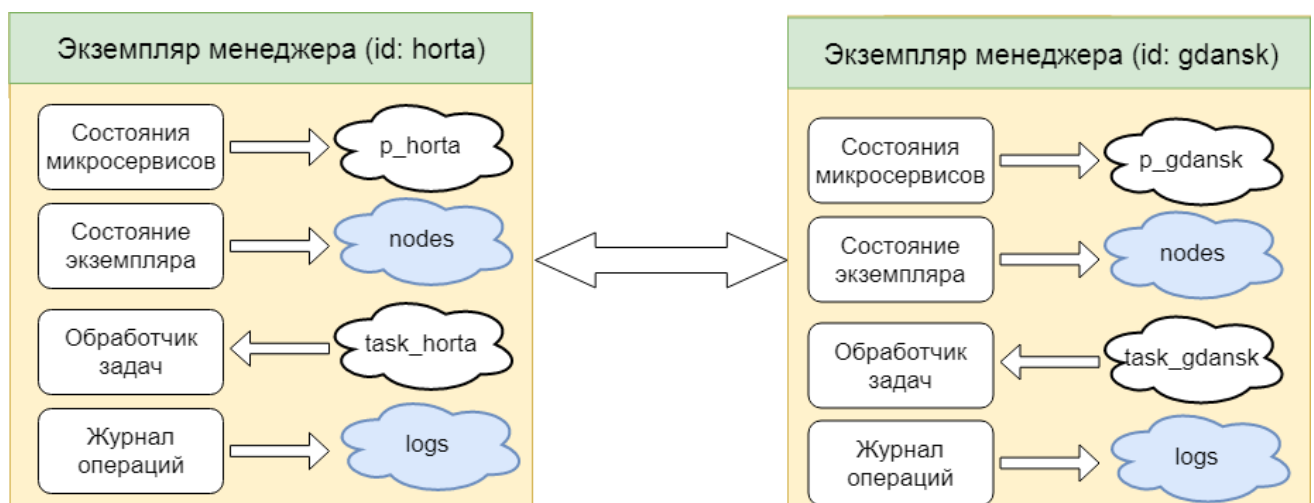 Экземпляр менеджера (id: horta)
Состояния
микросервисов
p_horta
Состояние
экземпляра
nodes
Обработчик
задач
task_horta
Журнал
операций
logs
Экземпляр менеджера (id: gdansk)
Состояния
микросервисов
p_gdansk
Состояние
экземпляра
nodes
Обработчик
задач
task_gdansk
Журнал
операций
logs